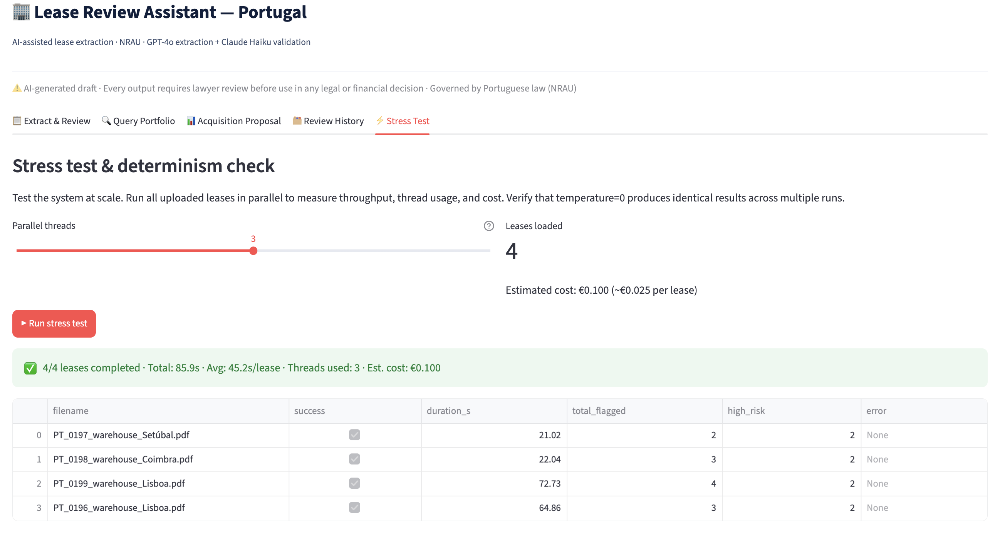 🏢 Lease Review Assistant — Portugal
AI-assisted lease extraction · NRAU · GPT-4o extraction + Claude Haiku validation
⚠️ AI-generated draft · Every output requires lawyer review before use in any legal or financial decision · Governed by Portuguese law (NRAU)
📋 Extract & Review 🔍 Query Portfolio 📊 Acquisition Proposal 🗂️ Review History ⚡ Stress Test
Stress test & determinism check
Test the system at scale. Run all uploaded leases in parallel to measure throughput, thread usage, and cost. Verify that temperature=0 produces identical results across multiple runs.
Parallel threads ? Leases loaded
3
4
Estimated cost: €0.100 (~€0.025 per lease)
▶ Run stress test
✅ 4/4 leases completed · Total: 85.9s · Avg: 45.2s/lease · Threads used: 3 · Est. cost: €0.100
filename success duration_s total_flagged high_risk error
0 PT_0197_warehouse_Setúbal.pdf 21.02 2 2 None
1 PT_0198_warehouse_Coimbra.pdf 22.04 3 2 None
2 PT_0199_warehouse_Lisboa.pdf 72.73 4 2 None
3 PT_0196_warehouse_Lisboa.pdf 64.86 3 2 None